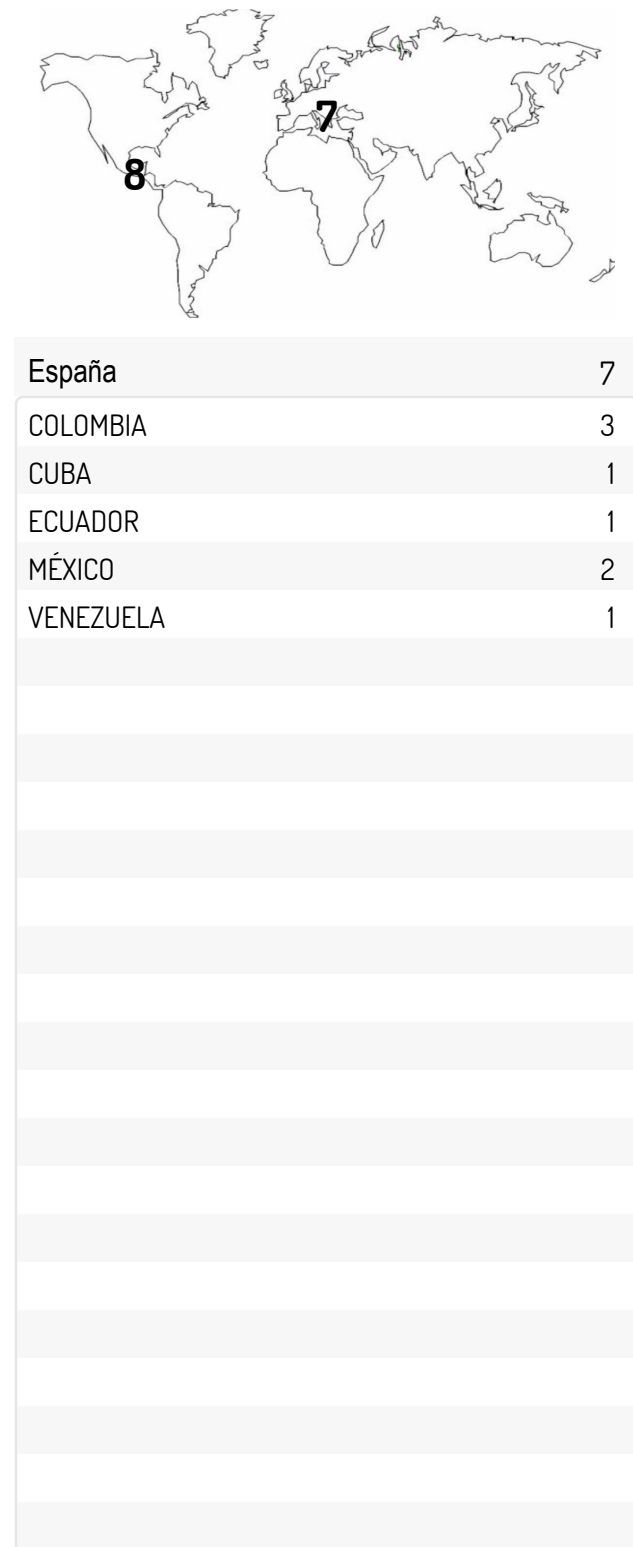 7
8
España 7
COLOMBIA 3
CUBA 1
ECUADOR 1
MÉXICO 2
VENEZUELA 1